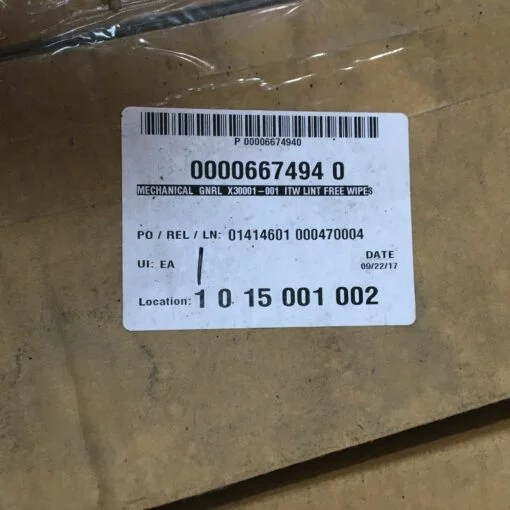 P 00006674940
0000667494 0
MECHANICAL GNRL X30001-001 ITW LINT FREE WIPES
PO / REL / LN: 01414601 000470004
DATE
UI: EA
09/22/17
Location: 1 0 15 001 002